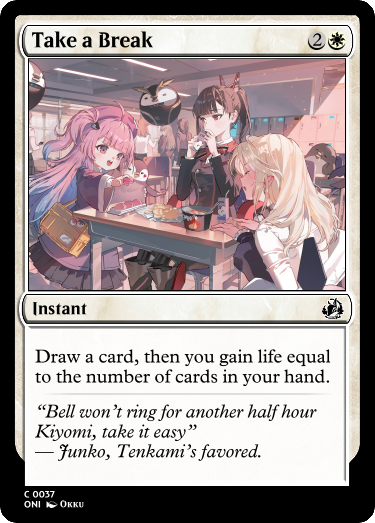 Take a Break 2
Instant
Draw a card, then you gain life equal
to the number of cards in your hand.
“Bell won't ring for another half hour
Kiyomi, take it easy”
— Junko, Tenkami's favored.
C 0037
ONI Okku